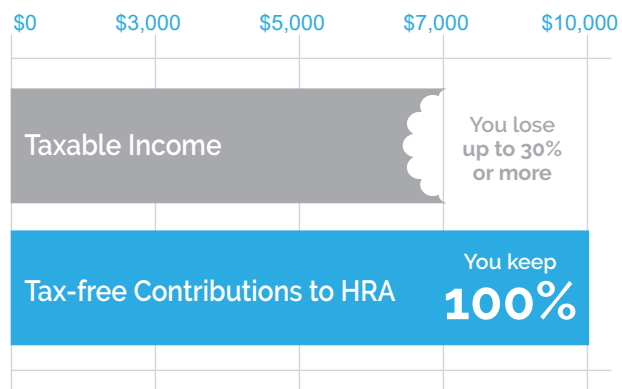 $0 $3,000 $5,000 $7,000 $10,000
Taxable Income
You lose
up to 30%
or more
Tax-free Contributions to HRA
You keep
100%